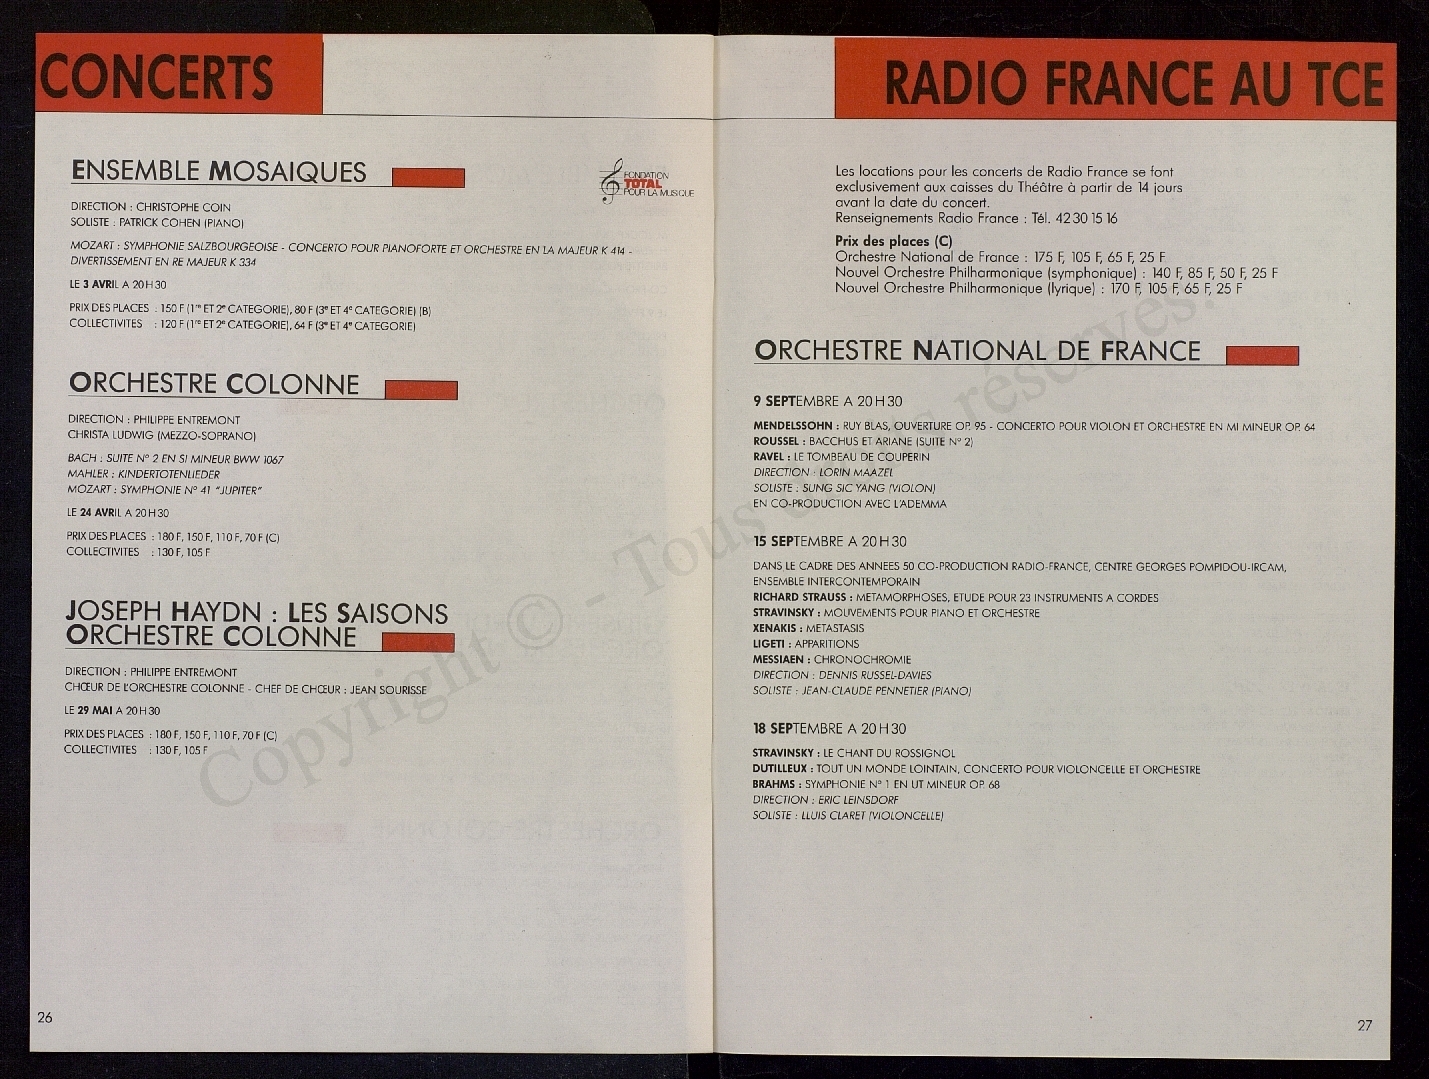 CONCERTS
ENSEMBLE MOSAIQUES
FONDATION
TOTAL
POUR LA MUSIQUE
DIRECTION : CHRISTOPHE COIN
SOLISTE : PATRICK COHEN (PIANO)
MOZART : SYMPHONIE SALZBOURGEOISE - CONCERTO POUR PIANOFORTE ET ORCHESTRE EN LA MAJEUR K 414 -
DIVERTISSEMENT EN RE MAJEUR K 334
LE 3 AVRIL A 20 H 30
PRIX DES PLACES : 150 F (1re ET 2e CATEGORIE), 80 F (3e ET 4e CATEGORIE) (B)
COLLECTIVITES : 120 F (1re ET 2e CATEGORIE), 64 F (3e ET 4e CATEGORIE)
ORCHESTRE COLONNE
DIRECTION : PHILIPPE ENTREMONT
CHRISTA LUDWIG (MEZZO-SOPRANO)
BACH : SUITE N° 2 EN SI MINEUR BWW 1067
MAHLER : KINDERTOTENLIEDER
MOZART : SYMPHONIE N° 41 "JUPITER"
LE 24 AVRIL A 20 H 30
PRIX DES PLACES : 180 F, 150 F, 110 F, 70 F (C)
COLLECTIVITES : 130 F, 105 F
JOSEPH HAYDN : LES SAISONS
ORCHESTRE COLONNE
DIRECTION : PHILIPPE ENTREMONT
CHŒUR DE L'ORCHESTRE COLONNE - CHEF DE CHŒUR : JEAN SOURISSE
LE 29 MAI A 20 H 30
PRIX DES PLACES : 180 F, 150 F, 110 F, 70 F (C)
COLLECTIVITES : 130 F, 105 F
26
RADIO FRANCE AU TCE
Les locations pour les concerts de Radio France se font
exclusivement aux caisses du Théâtre à partir de 14 jours
avant la date du concert.
Renseignements Radio France : Tél. 42 30 15 16
Prix des places (C)
Orchestre National de France : 175 F, 105 F, 65 F, 25 F
Nouvel Orchestre Philharmonique (symphonique) : 140 F, 85 F, 50 F, 25 F
Nouvel Orchestre Philharmonique (lyrique) : 170 F, 105 F, 65 F, 25 F
ORCHESTRE NATIONAL DE FRANCE
9 SEPTEMBRE A 20 H 30
MENDELSSOHN : RUY BLAS, OUVERTURE OP. 95 - CONCERTO POUR VIOLON ET ORCHESTRE EN MI MINEUR OP. 64
ROUSSEL : BACCHUS ET ARIANE (SUITE N° 2)
RAVEL : LE TOMBEAU DE COUPERIN
DIRECTION : LORIN MAAZEL
SOLISTE : SUNG SIC YANG (VIOLON)
EN CO-PRODUCTION AVEC L'ADEMMA
15 SEPTEMBRE A 20 H 30
DANS LE CADRE DES ANNEES 50 CO-PRODUCTION RADIO-FRANCE, CENTRE GEORGES POMPIDOU-IRCAM,
ENSEMBLE INTERCONTEMPORAIN
RICHARD STRAUSS : METAMORPHOSES, ETUDE POUR 23 INSTRUMENTS A CORDES
STRAVINSKY : MOUVEMENTS POUR PIANO ET ORCHESTRE
XENAKIS : METASTASIS
LIGETI : APPARITIONS
MESSIAEN : CHRONOCHROMIE
DIRECTION : DENNIS RUSSEL-DAVIES
SOLISTE : JEAN-CLAUDE PENNETIER (PIANO)
18 SEPTEMBRE A 20 H 30
STRAVINSKY : LE CHANT DU ROSSIGNOL
DUTILLEUX : TOUT UN MONDE LOINTAIN, CONCERTO POUR VIOLONCELLE ET ORCHESTRE
BRAHMS : SYMPHONIE N° 1 EN UT MINEUR OP. 68
DIRECTION : ERIC LEINSDORF
SOLISTE : LLUIS CLARET (VIOLONCELLE)
27
Copyright © - Tous droits réservés.